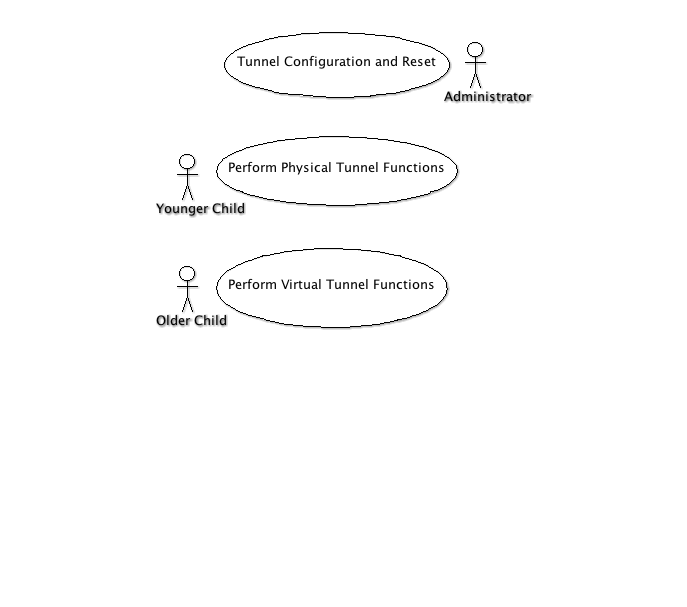 Tunnel Configuration and Reset
Administrator
Perform Physical Tunnel Functions
Younger Child
Perform Virtual Tunnel Functions
Older Child